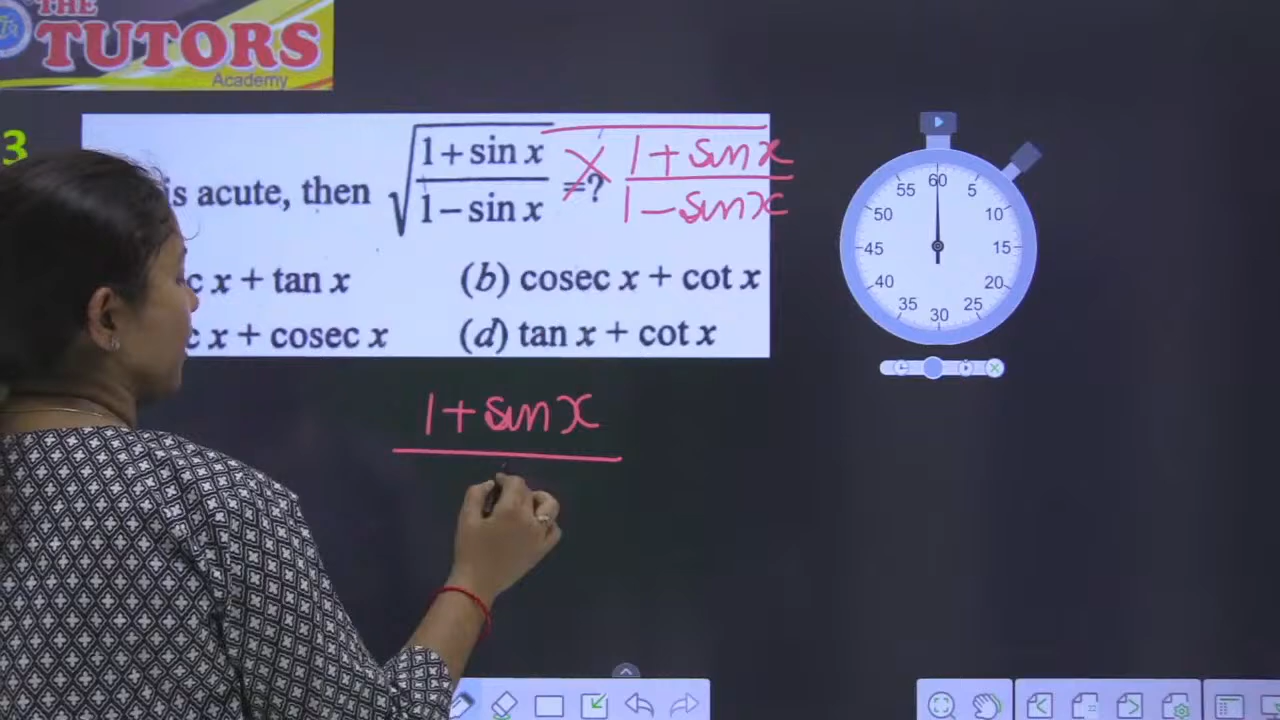 THE
TUTORS
Academy
3
is acute, then √(1 + sin x / 1 − sin x) = ? × 1 + sin x / 1 − sin x
c x + tan x (b) cosec x + cot x
c x + cosec x (d) tan x + cot x
1 + sin x
60
55 5
50 10
45 15
40 20
35 25
30
22